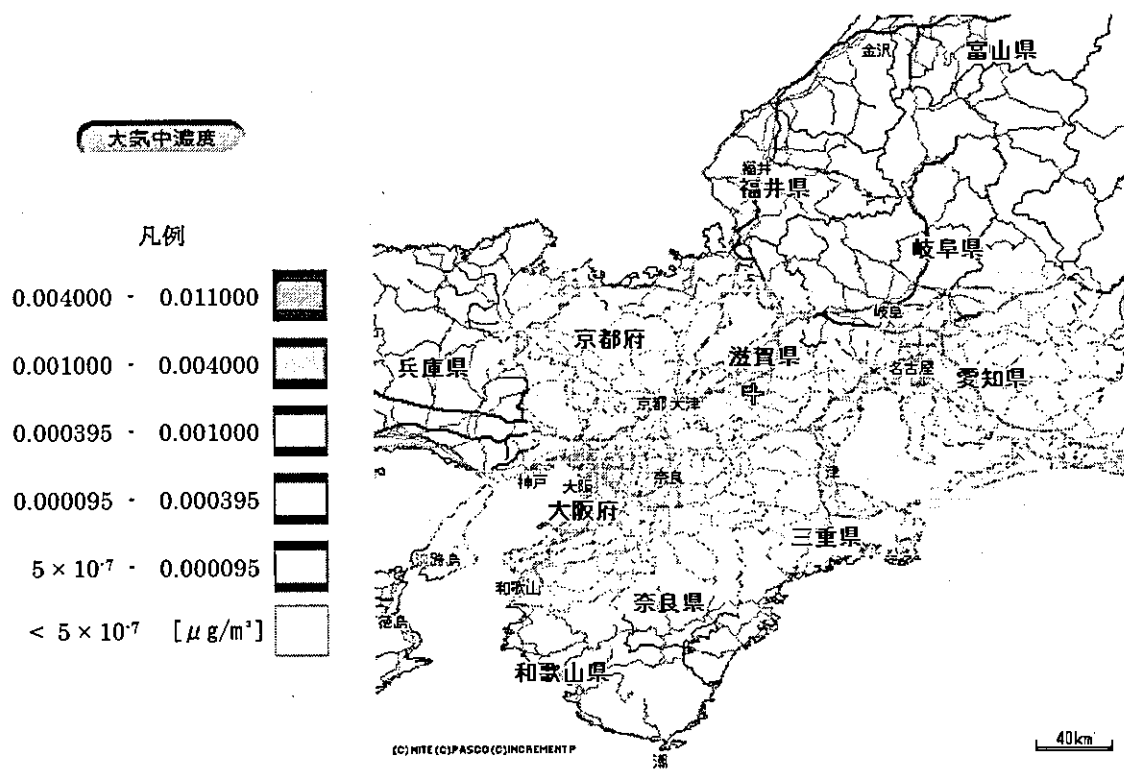 大気中濃度
凡例
0.004000 - 0.011000
0.001000 - 0.004000
0.000395 - 0.001000
0.000095 - 0.000395
5×10⁻⁷ - 0.000095
< 5×10⁻⁷ [μg/m³]
金沢
富山県
福井
福井県
岐阜県
岐阜
京都府
滋賀県
兵庫県
名古屋
愛知県
京都 大津
神戸
大阪
奈良
津
大阪府
三重県
淡路島
和歌山
奈良県
徳島
和歌山県
潮
(C)NITE(C)PASCO(C)INCREMENT P
40km